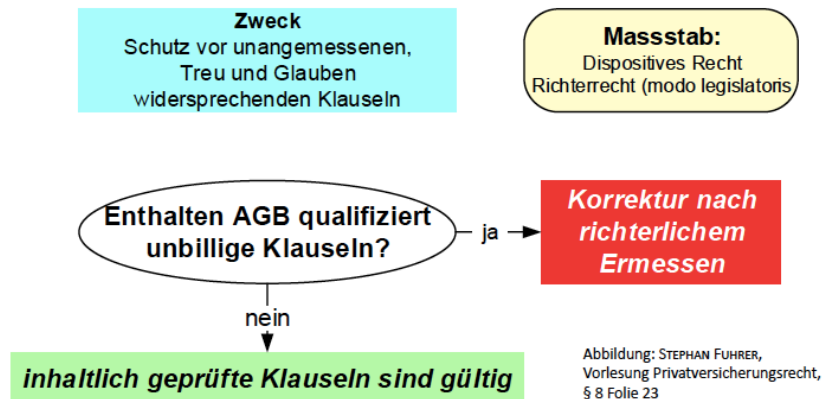 Zweck
Schutz vor unangemessenen,
Treu und Glauben
widersprechenden Klauseln
Massstab:
Dispositives Recht
Richterrecht (modo legislatoris
Enthalten AGB qualifiziert
unbillige Klauseln?
ja
Korrektur nach
richterlichem
Ermessen
nein
inhaltlich geprüfte Klauseln sind gültig
Abbildung: STEPHAN FUHRER,
Vorlesung Privatversicherungsrecht,
§ 8 Folie 23